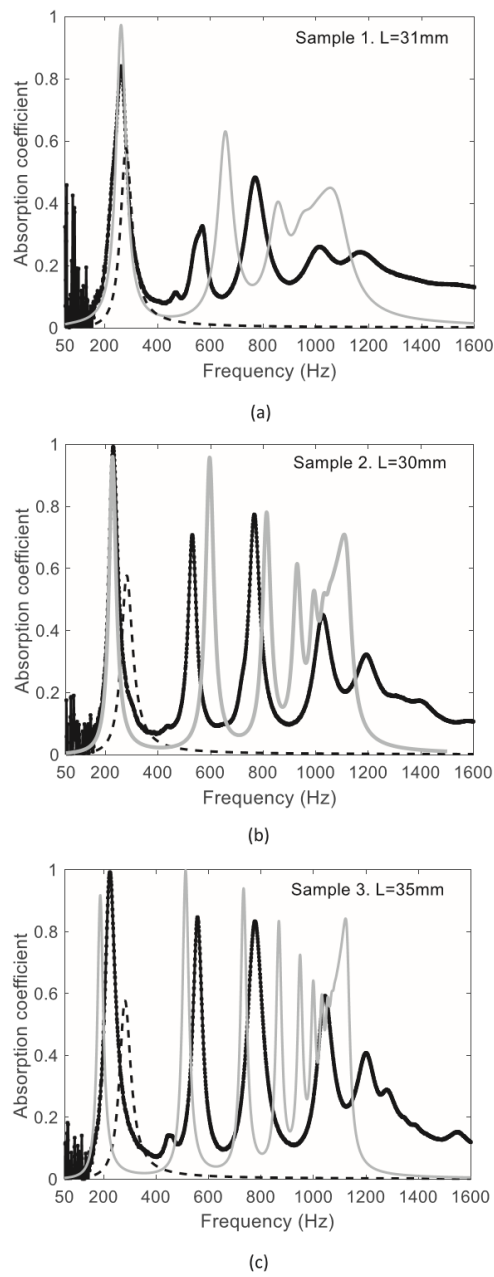 1
Sample 1. L=31mm
0.8
0.6
0.4
0.2
0
Absorption coefficient
50 200 400 600 800 1000 1200 1400 1600
Frequency (Hz)
(a)
1
Sample 2. L=30mm
0.8
0.6
0.4
0.2
0
Absorption coefficient
50 200 400 600 800 1000 1200 1400 1600
Frequency (Hz)
(b)
1
Sample 3. L=35mm
0.8
0.6
0.4
0.2
0
Absorption coefficient
50 200 400 600 800 1000 1200 1400 1600
Frequency (Hz)
(c)